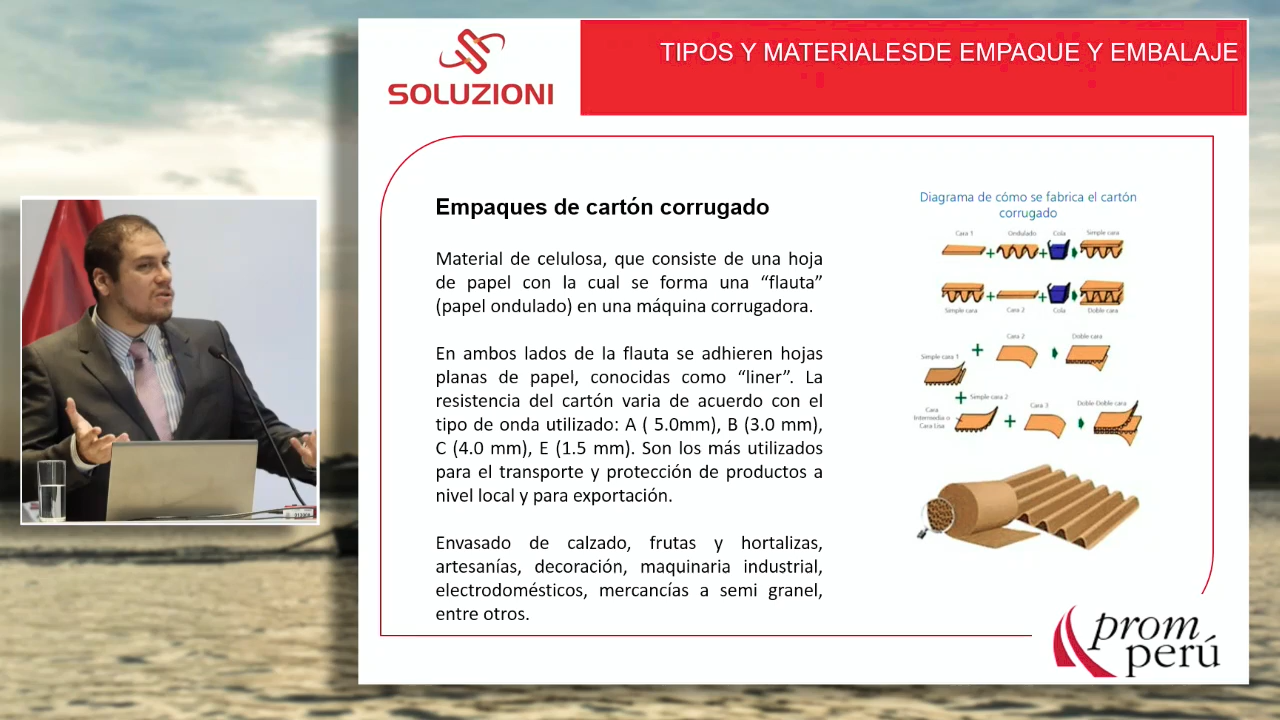 SOLUZIONI
TIPOS Y MATERIALESDE EMPAQUE Y EMBALAJE
Empaques de cartón corrugado
Material de celulosa, que consiste de una hoja
de papel con la cual se forma una “flauta”
(papel ondulado) en una máquina corrugadora.
En ambos lados de la flauta se adhieren hojas
planas de papel, conocidas como “liner”. La
resistencia del cartón varia de acuerdo con el
tipo de onda utilizado: A ( 5.0mm), B (3.0 mm),
C (4.0 mm), E (1.5 mm). Son los más utilizados
para el transporte y protección de productos a
nivel local y para exportación.
Envasado de calzado, frutas y hortalizas,
artesanías, decoración, maquinaria industrial,
electrodomésticos, mercancías a semi granel,
entre otros.
Diagrama de cómo se fabrica el cartón
corrugado
Cara 1 Ondulado Cola Simple cara
+ +
+ +
Simple cara Cara 2 Cola Doble cara
Cara 2 Doble cara
+
Simple cara 1
+ Simple cara 2
Cara Intermedia o Cara Lisa
+
Cara 3 Doble-Doble cara
prom
perú